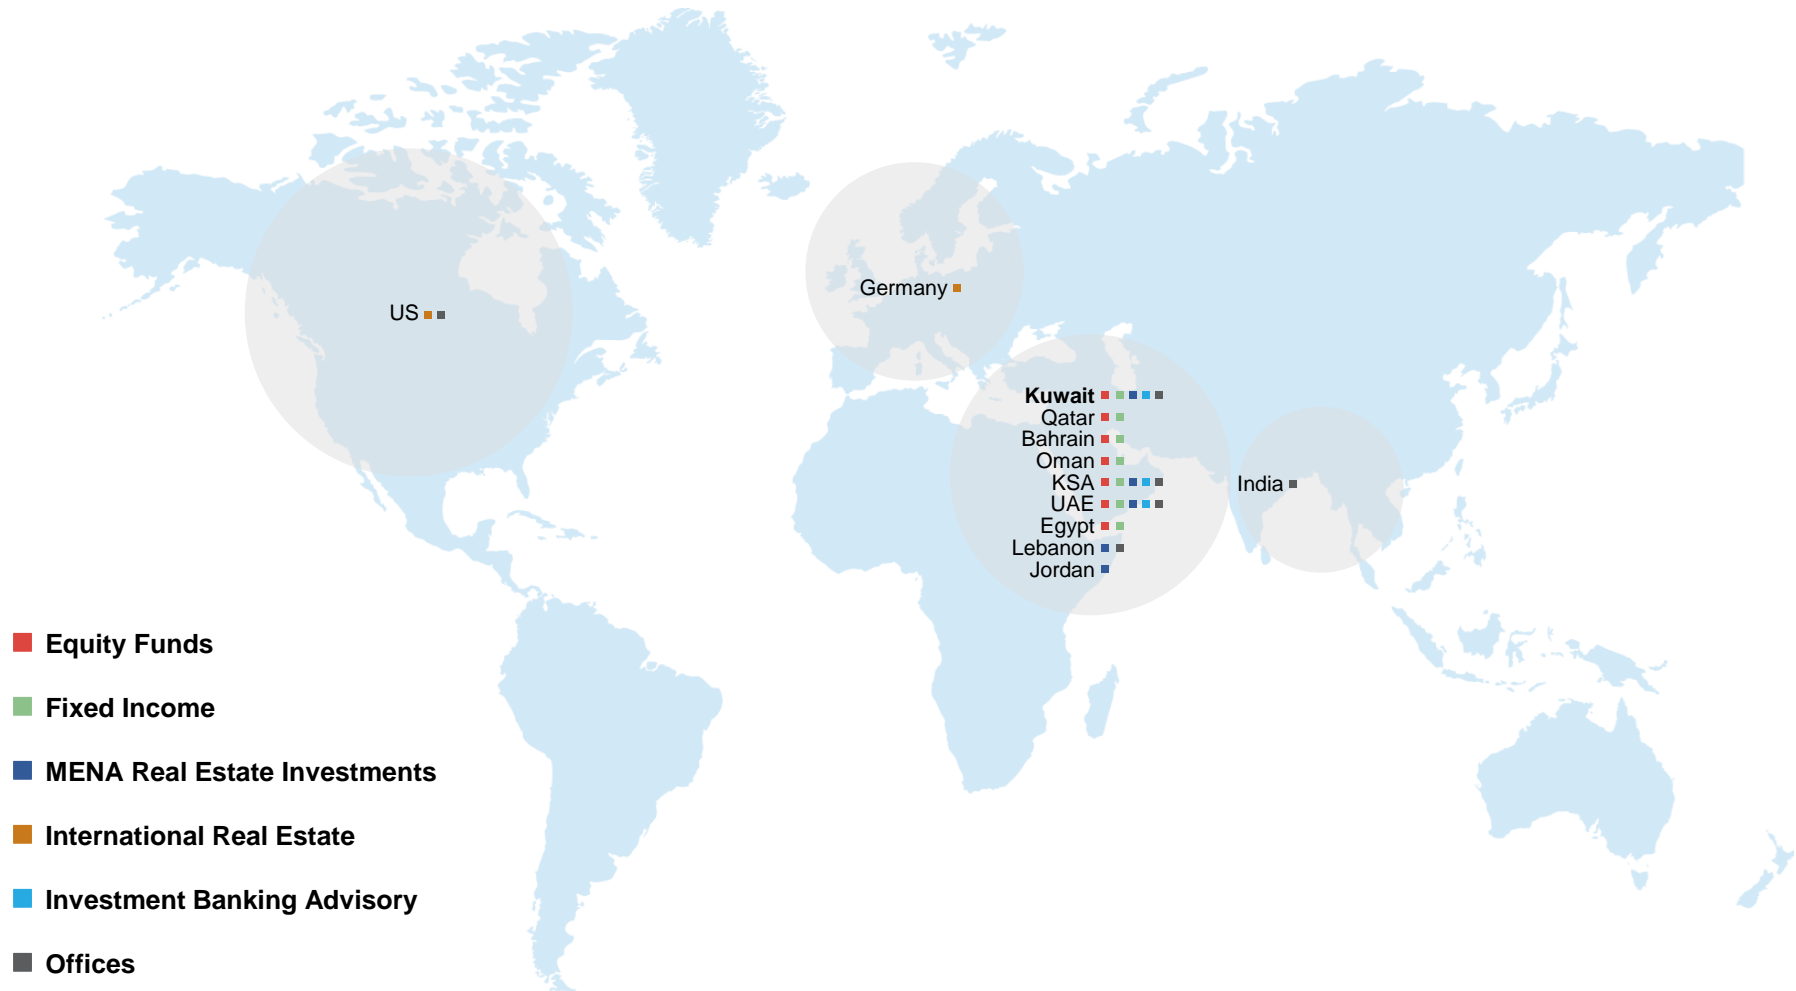 US
Germany
Kuwait
Qatar
Bahrain
Oman
KSA
UAE
Egypt
Lebanon
Jordan
India
Equity Funds
Fixed Income
MENA Real Estate Investments
International Real Estate
Investment Banking Advisory
Offices